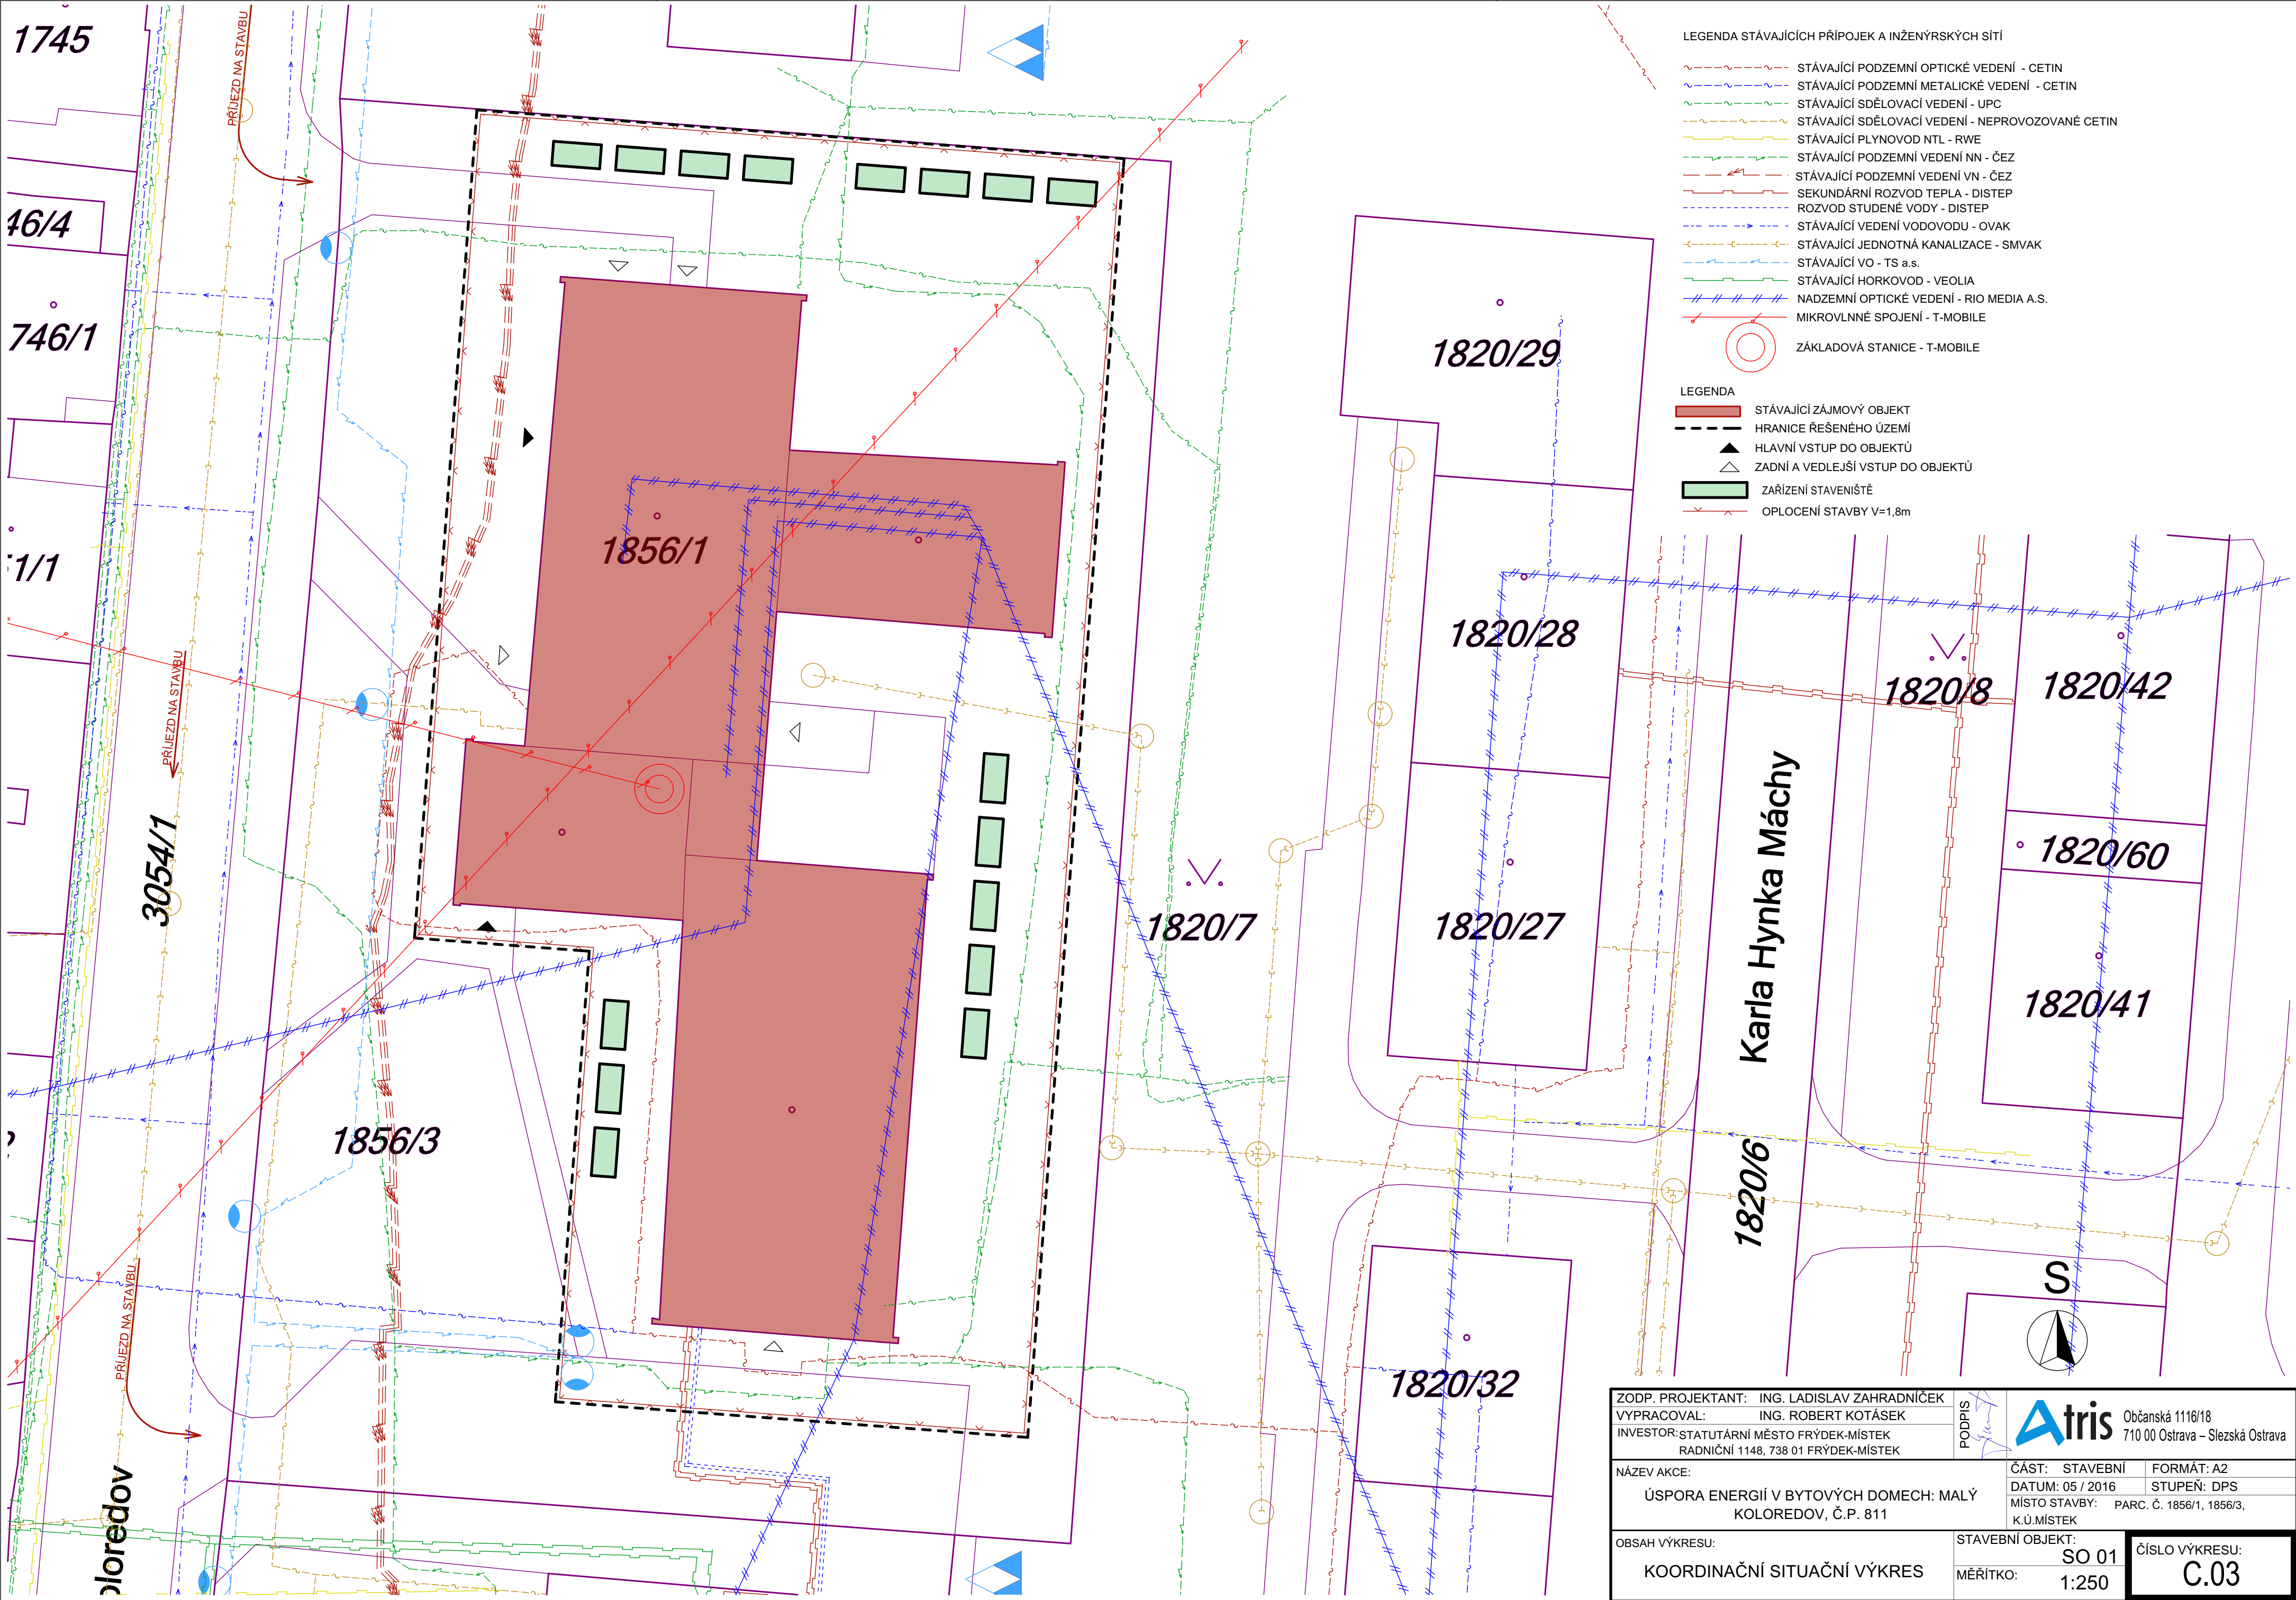 1745
PŘÍJEZD NA STAVBU
46/4
746/1
1/1
PŘÍJEZD NA STAVBU
3054/1
1856/1
1856/3
PŘÍJEZD NA STAVBU
oloredov
1820/29
1820/28
1820/27
1820/7
1820/32
Karla Hynka Máchy
1820/6
1820/8
1820/42
1820/60
1820/41
S
LEGENDA STÁVAJÍCÍCH PŘÍPOJEK A INŽENÝRSKÝCH SÍTÍ
STÁVAJÍCÍ PODZEMNÍ OPTICKÉ VEDENÍ - CETIN
STÁVAJÍCÍ PODZEMNÍ METALICKÉ VEDENÍ - CETIN
STÁVAJÍCÍ SDĚLOVACÍ VEDENÍ - UPC
STÁVAJÍCÍ SDĚLOVACÍ VEDENÍ - NEPROVOZOVANÉ CETIN
STÁVAJÍCÍ PLYNOVOD NTL - RWE
STÁVAJÍCÍ PODZEMNÍ VEDENÍ NN - ČEZ
STÁVAJÍCÍ PODZEMNÍ VEDENÍ VN - ČEZ
SEKUNDÁRNÍ ROZVOD TEPLA - DISTEP
ROZVOD STUDENÉ VODY - DISTEP
STÁVAJÍCÍ VEDENÍ VODOVODU - OVAK
STÁVAJÍCÍ JEDNOTNÁ KANALIZACE - SMVAK
STÁVAJÍCÍ VO - TS a.s.
STÁVAJÍCÍ HORKOVOD - VEOLIA
NADZEMNÍ OPTICKÉ VEDENÍ - RIO MEDIA A.S.
MIKROVLNNÉ SPOJENÍ - T-MOBILE
ZÁKLADOVÁ STANICE - T-MOBILE
LEGENDA
STÁVAJÍCÍ ZÁJMOVÝ OBJEKT
HRANICE ŘEŠENÉHO ÚZEMÍ
HLAVNÍ VSTUP DO OBJEKTŮ
ZADNÍ A VEDLEJŠÍ VSTUP DO OBJEKTŮ
ZAŘÍZENÍ STAVENIŠTĚ
OPLOCENÍ STAVBY V=1,8m
ZODP. PROJEKTANT: ING. LADISLAV ZAHRADNÍČEK
VYPRACOVAL: ING. ROBERT KOTÁSEK
INVESTOR: STATUTÁRNÍ MĚSTO FRÝDEK-MÍSTEK
RADNIČNÍ 1148, 738 01 FRÝDEK-MÍSTEK
PODPIS
Atris
Občanská 1116/18
710 00 Ostrava – Slezská Ostrava
NÁZEV AKCE:
ÚSPORA ENERGIÍ V BYTOVÝCH DOMECH: MALÝ
KOLOREDOV, Č.P. 811
ČÁST: STAVEBNÍ
FORMÁT: A2
DATUM: 05 / 2016
STUPEŇ: DPS
MÍSTO STAVBY: PARC. Č. 1856/1, 1856/3,
K.Ú.MÍSTEK
OBSAH VÝKRESU:
KOORDINAČNÍ SITUAČNÍ VÝKRES
STAVEBNÍ OBJEKT:
SO 01
MĚŘÍTKO:
1:250
ČÍSLO VÝKRESU:
C.03